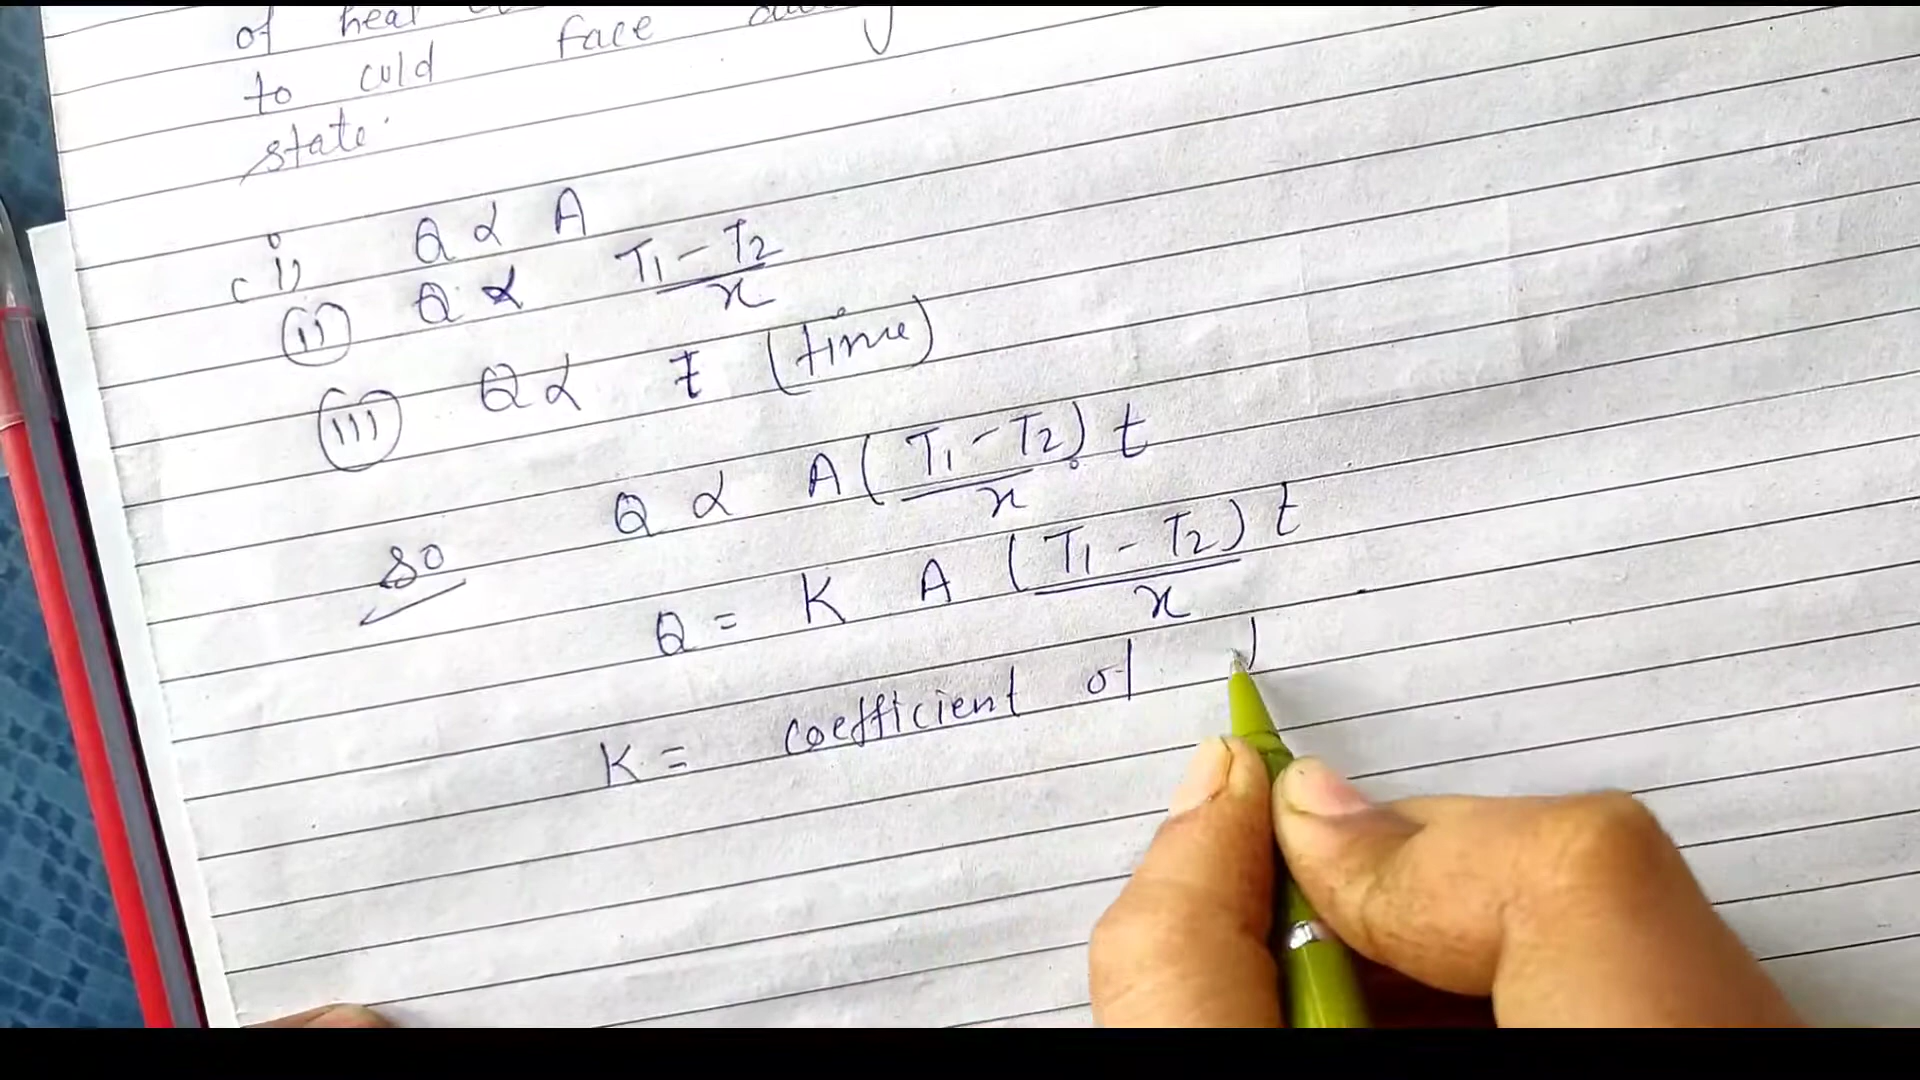 of heat
to cold face
state.
(i) Q α A
(ii) Q α T1 - T2 / x
(iii) Q α t (time)
so Q α A (T1 - T2 / x) t
Q = K A (T1 - T2 / x) t
K = coefficient of